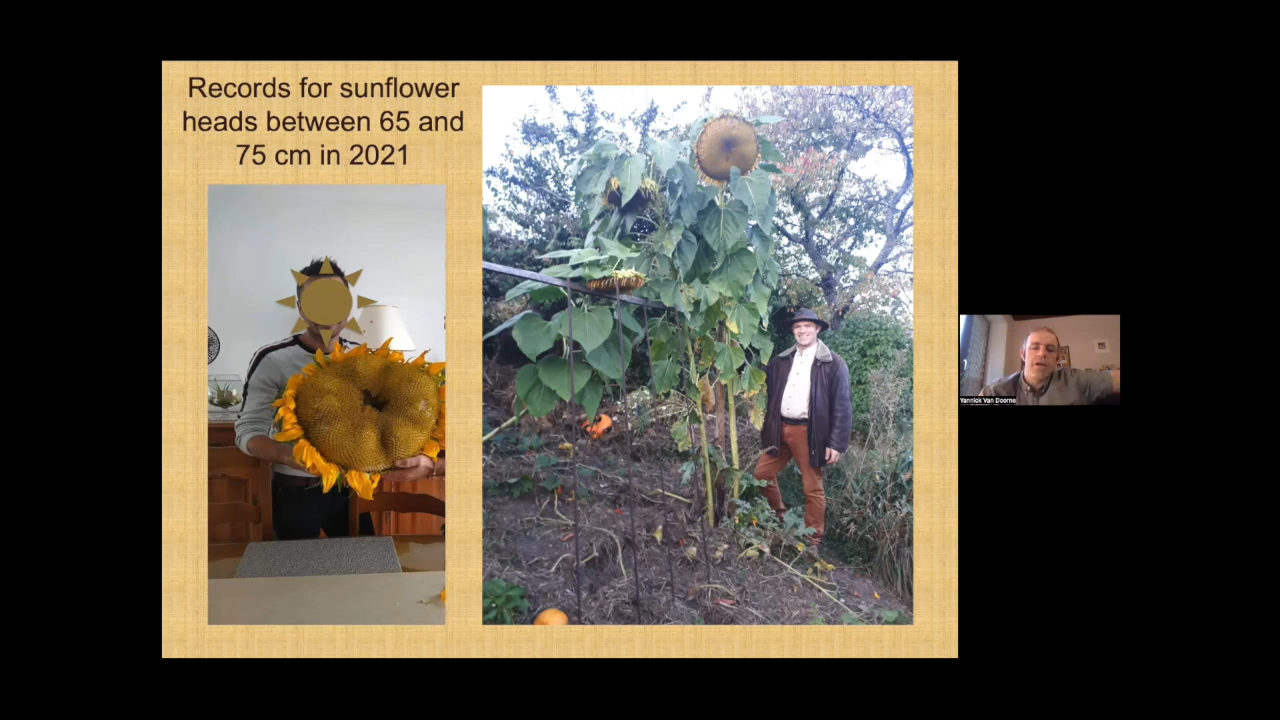 Records for sunflower
heads between 65 and
75 cm in 2021
Yannick Van Doorne